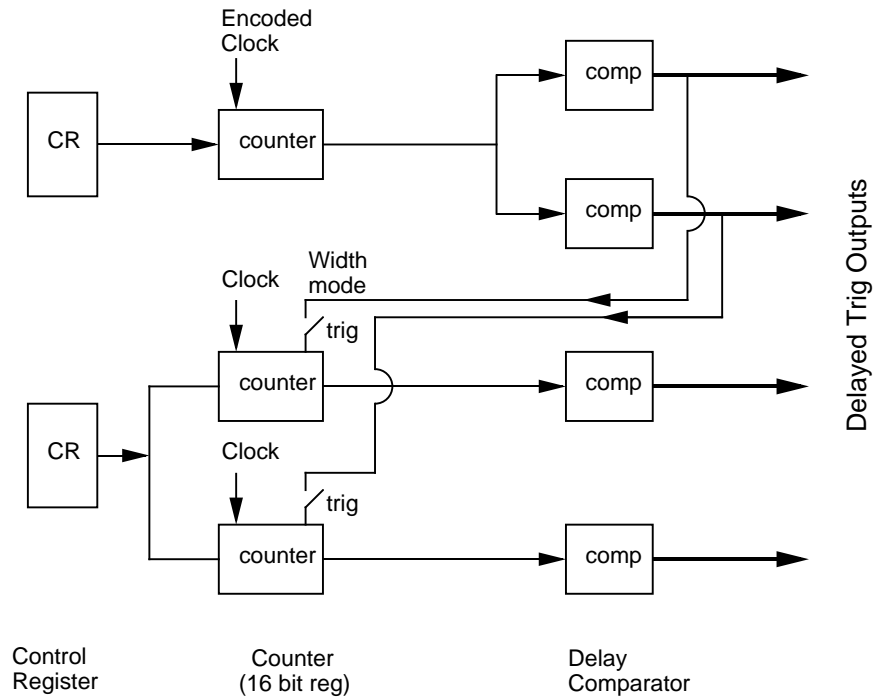 Encoded
Clock
CR
counter
comp
comp
Clock
Width
mode
trig
counter
comp
CR
Clock
trig
counter
comp
Delayed Trig Outputs
Control
Register
Counter
(16 bit reg)
Delay
Comparator